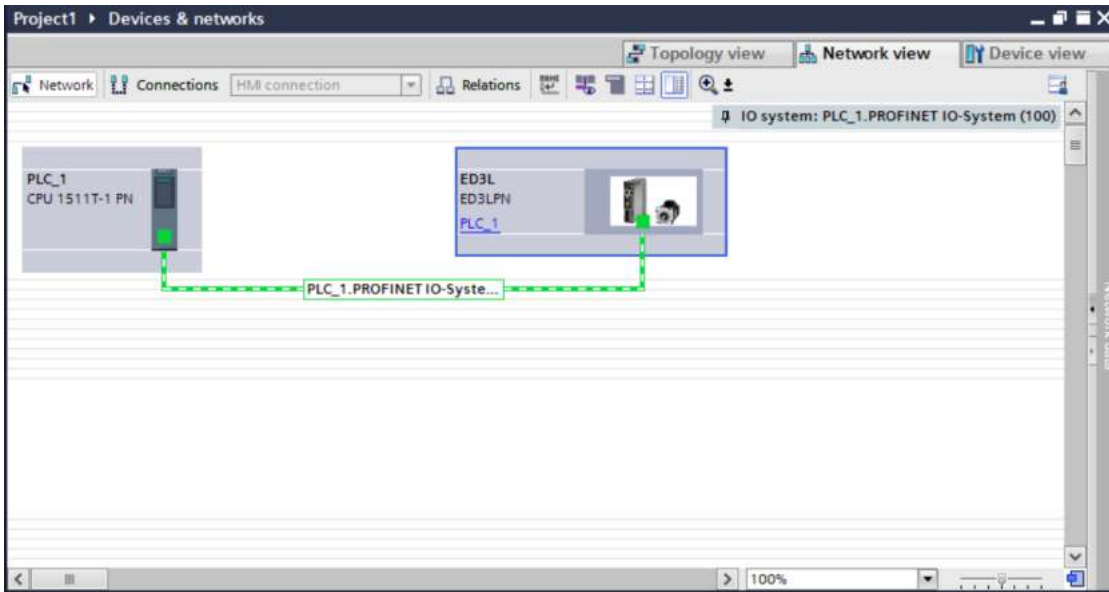 Project1 ▸ Devices & networks
Topology view Network view Device view
Network Connections HMI connection Relations
IO system: PLC_1.PROFINET IO-System (100)
PLC_1
CPU 1511T-1 PN
ED3L
ED3LPN
PLC_1
PLC_1.PROFINET IO-Syste...
100%